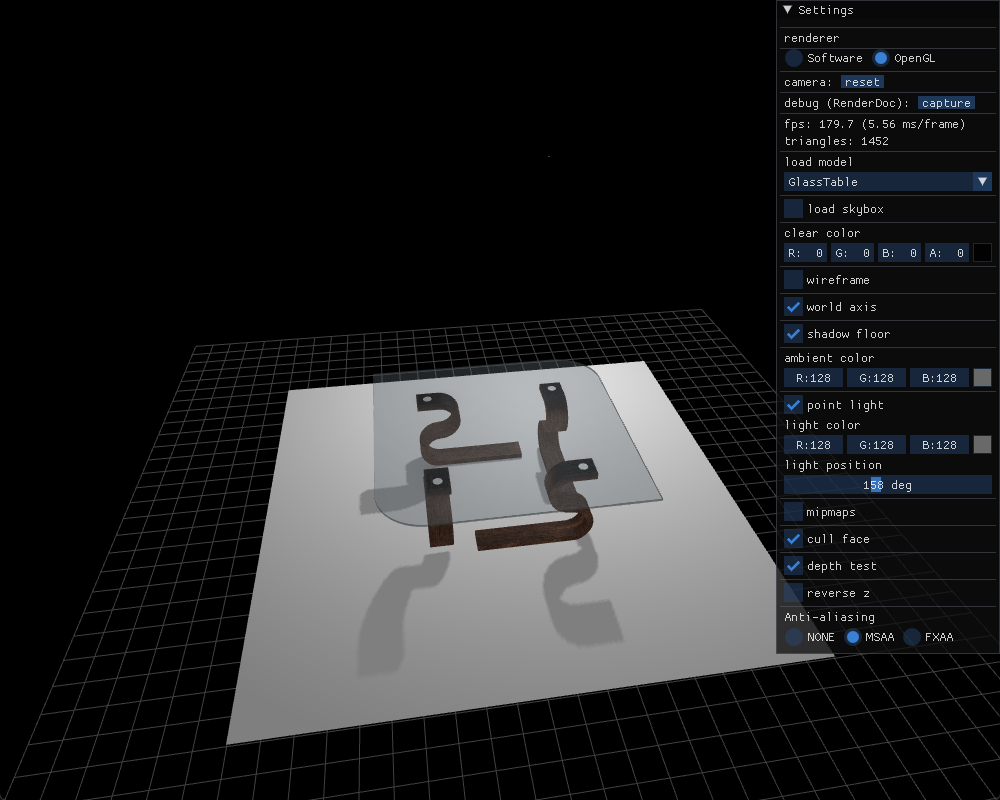 Settings
renderer
Software OpenGL
camera: reset
debug (RenderDoc): capture
fps: 179.7 (5.56 ms/frame)
triangles: 1452
load model
GlassTable
load skybox
clear color
R: 0 G: 0 B: 0 A: 0
wireframe
world axis
shadow floor
ambient color
R:128 G:128 B:128
point light
light color
R:128 G:128 B:128
light position
158 deg
mipmaps
cull face
depth test
reverse z
Anti-aliasing
NONE MSAA FXAA